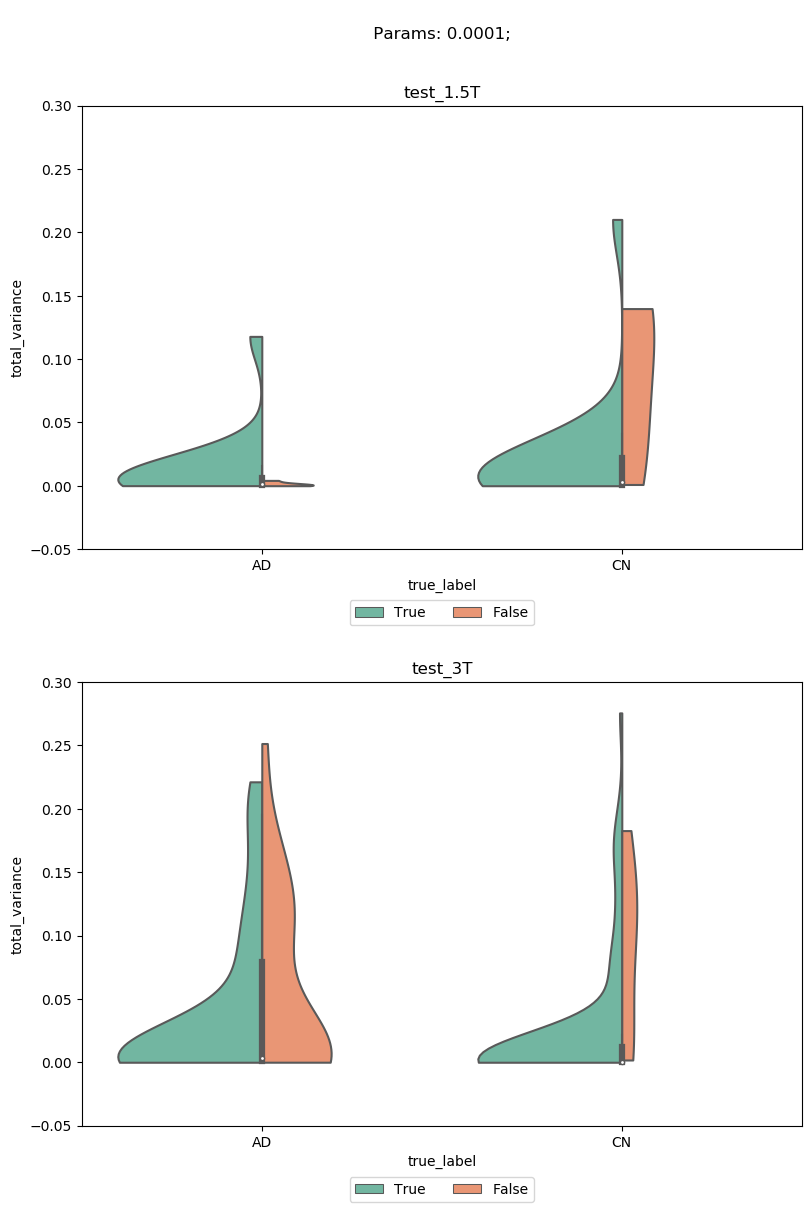 Params: 0.0001;
test_1.5T
0.30
0.25
0.20
0.15
0.10
0.05
0.00
−0.05
total_variance
AD
CN
true_label
True
False
test_3T
0.30
0.25
0.20
0.15
0.10
0.05
0.00
−0.05
total_variance
AD
CN
true_label
True
False